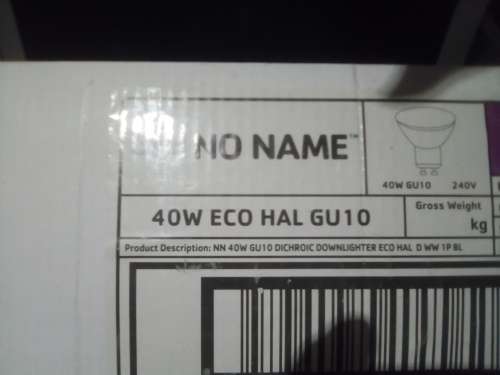 NO NAME™
40W GU10 240V
40W ECO HAL GU10
Gross Weight
kg
Product Description: NN 40W GU10 DICHROIC DOWNLIGHTER ECO HAL D WW 1P BL